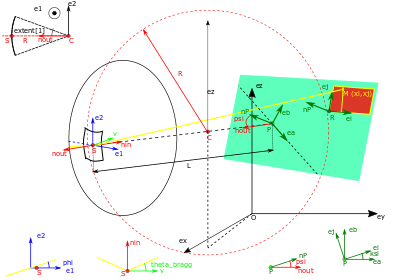 e2
e1
extent[1]
S
R
nout
C
R
ez
ez
ej
M (xi,xj)
nP
nP
eb
psi
R
ei
nout
P
ea
e2
v
nin
S
nout
e1
C
L
O
ey
ex
e2
phi
S
e1
nin
theta_bragg
S
v
nP
psi
P
nout
eb
ej
ei
ksi
ea